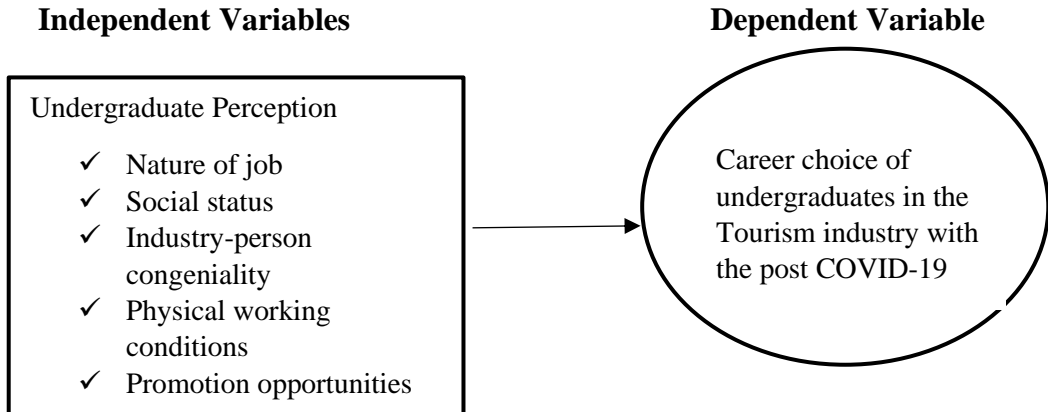 Independent Variables
Dependent Variable
Undergraduate Perception
✓ Nature of job
✓ Social status
✓ Industry-person
congeniality
✓ Physical working
conditions
✓ Promotion opportunities
Career choice of
undergraduates in the
Tourism industry with
the post COVID-19